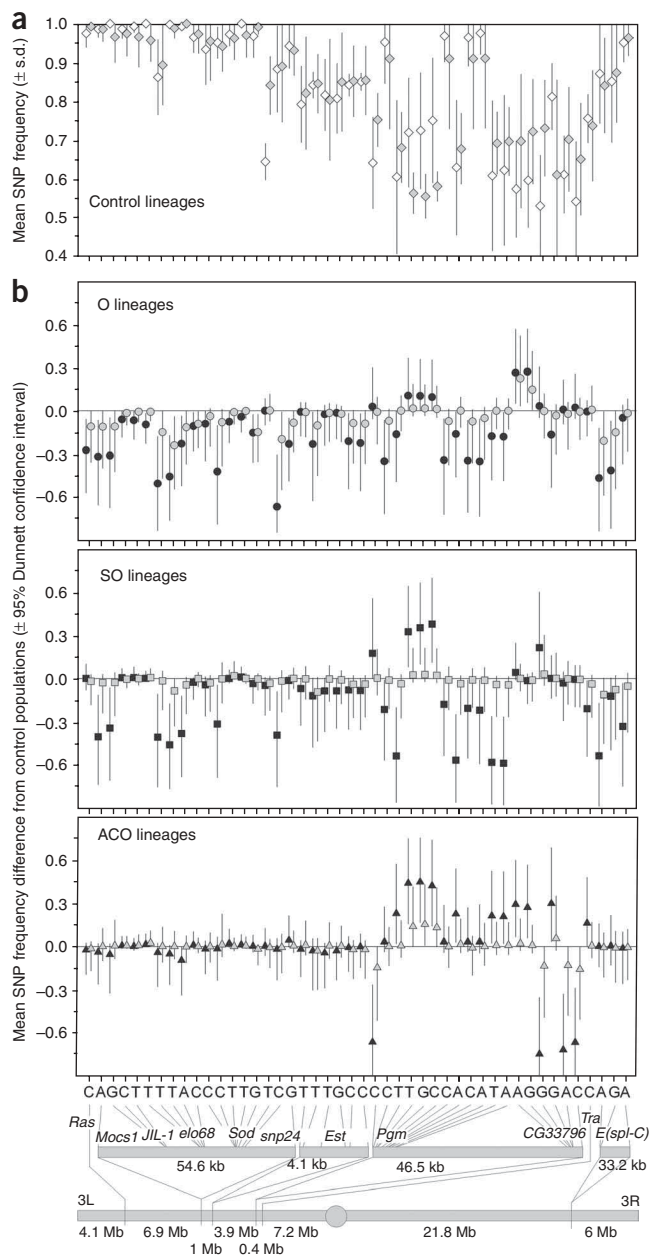 a
Mean SNP frequency (± s.d.)
1.0
0.9
0.8
0.7
0.6
0.5
0.4
Control lineages
b
Mean SNP frequency difference from control populations (± 95% Dunnett confidence interval)
O lineages
0.6
0.3
0.0
–0.3
–0.6
SO lineages
0.6
0.3
0.0
–0.3
–0.6
ACO lineages
0.6
0.3
0.0
–0.3
–0.6
CAGCTTTTACCCTTGTCGTTTGCCCCTTGCCACATAAGGGACCAGA
Ras
Mocs1 JIL-1 elo68 Sod snp24 Est Pgm CG33796 Tra E(spl-C)
54.6 kb 4.1 kb 46.5 kb 33.2 kb
3L 3R
4.1 Mb 6.9 Mb 3.9 Mb 7.2 Mb 21.8 Mb 6 Mb
1 Mb 0.4 Mb